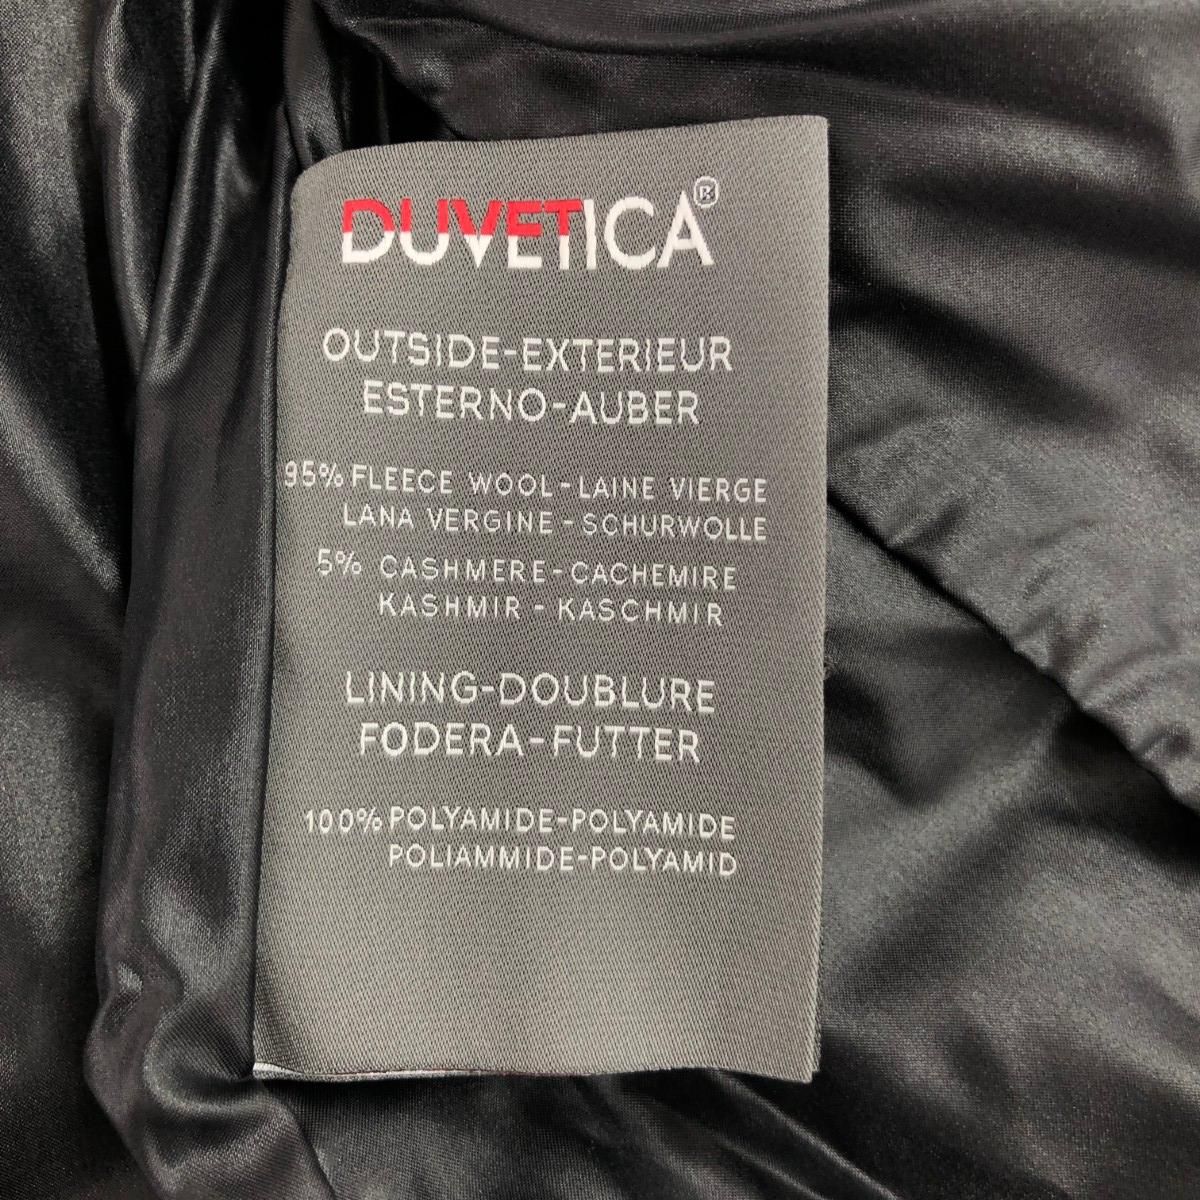 DUVETICA®
OUTSIDE-EXTERIEUR
ESTERNO-AUBER
95% FLEECE WOOL-LAINE VIERGE
LANA VERGINE-SCHURWOLLE
5% CASHMERE-CACHEMIRE
KASHMIR-KASCHMIR
LINING-DOUBLURE
FODERA-FUTTER
100% POLYAMIDE-POLYAMIDE
POLIAMMIDE-POLYAMID